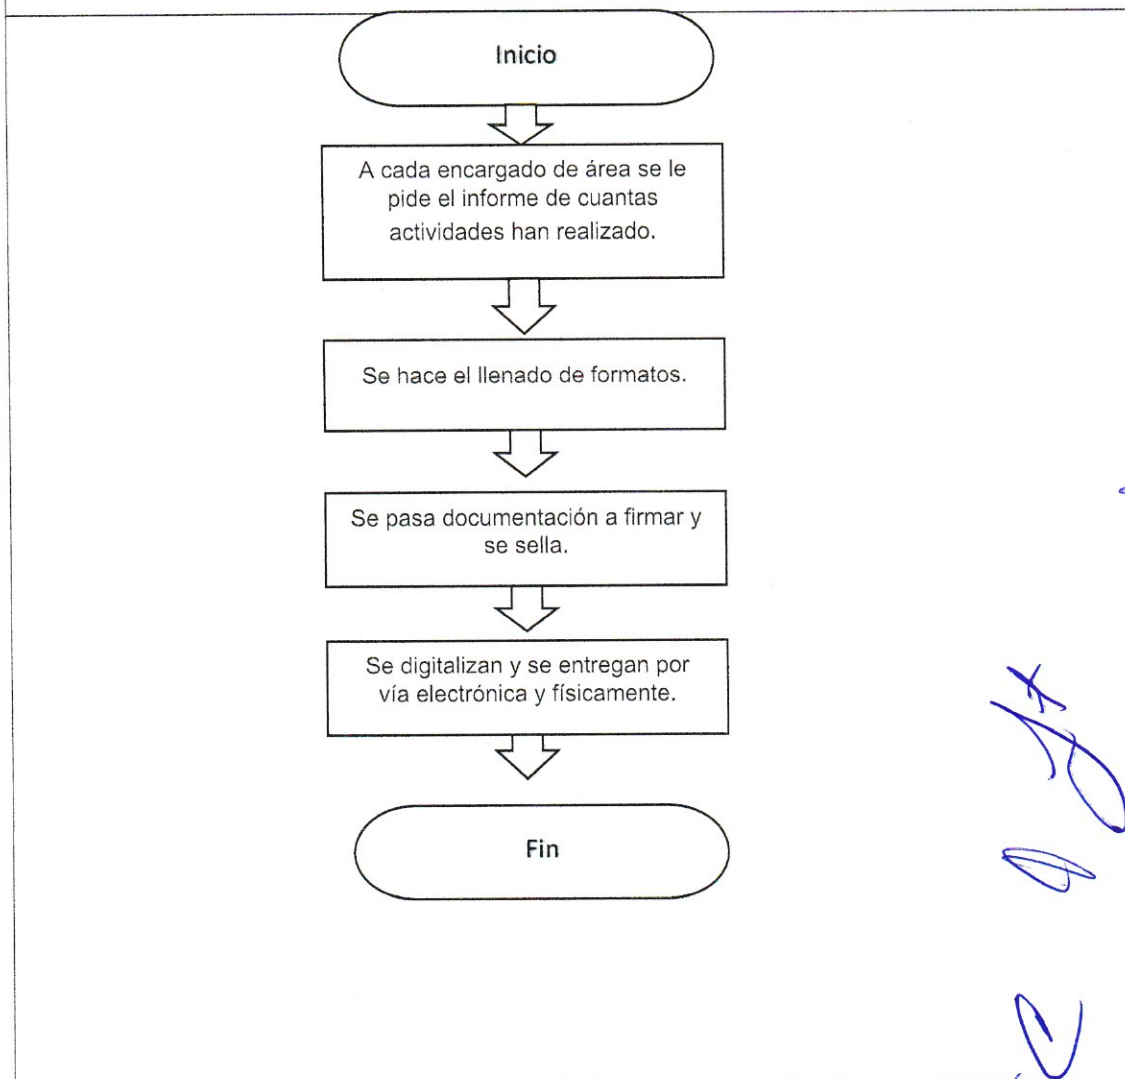 Inicio
A cada encargado de área se le
pide el informe de cuantas
actividades han realizado.
Se hace el llenado de formatos.
Se pasa documentación a firmar y
se sella.
Se digitalizan y se entregan por
vía electrónica y físicamente.
Fin